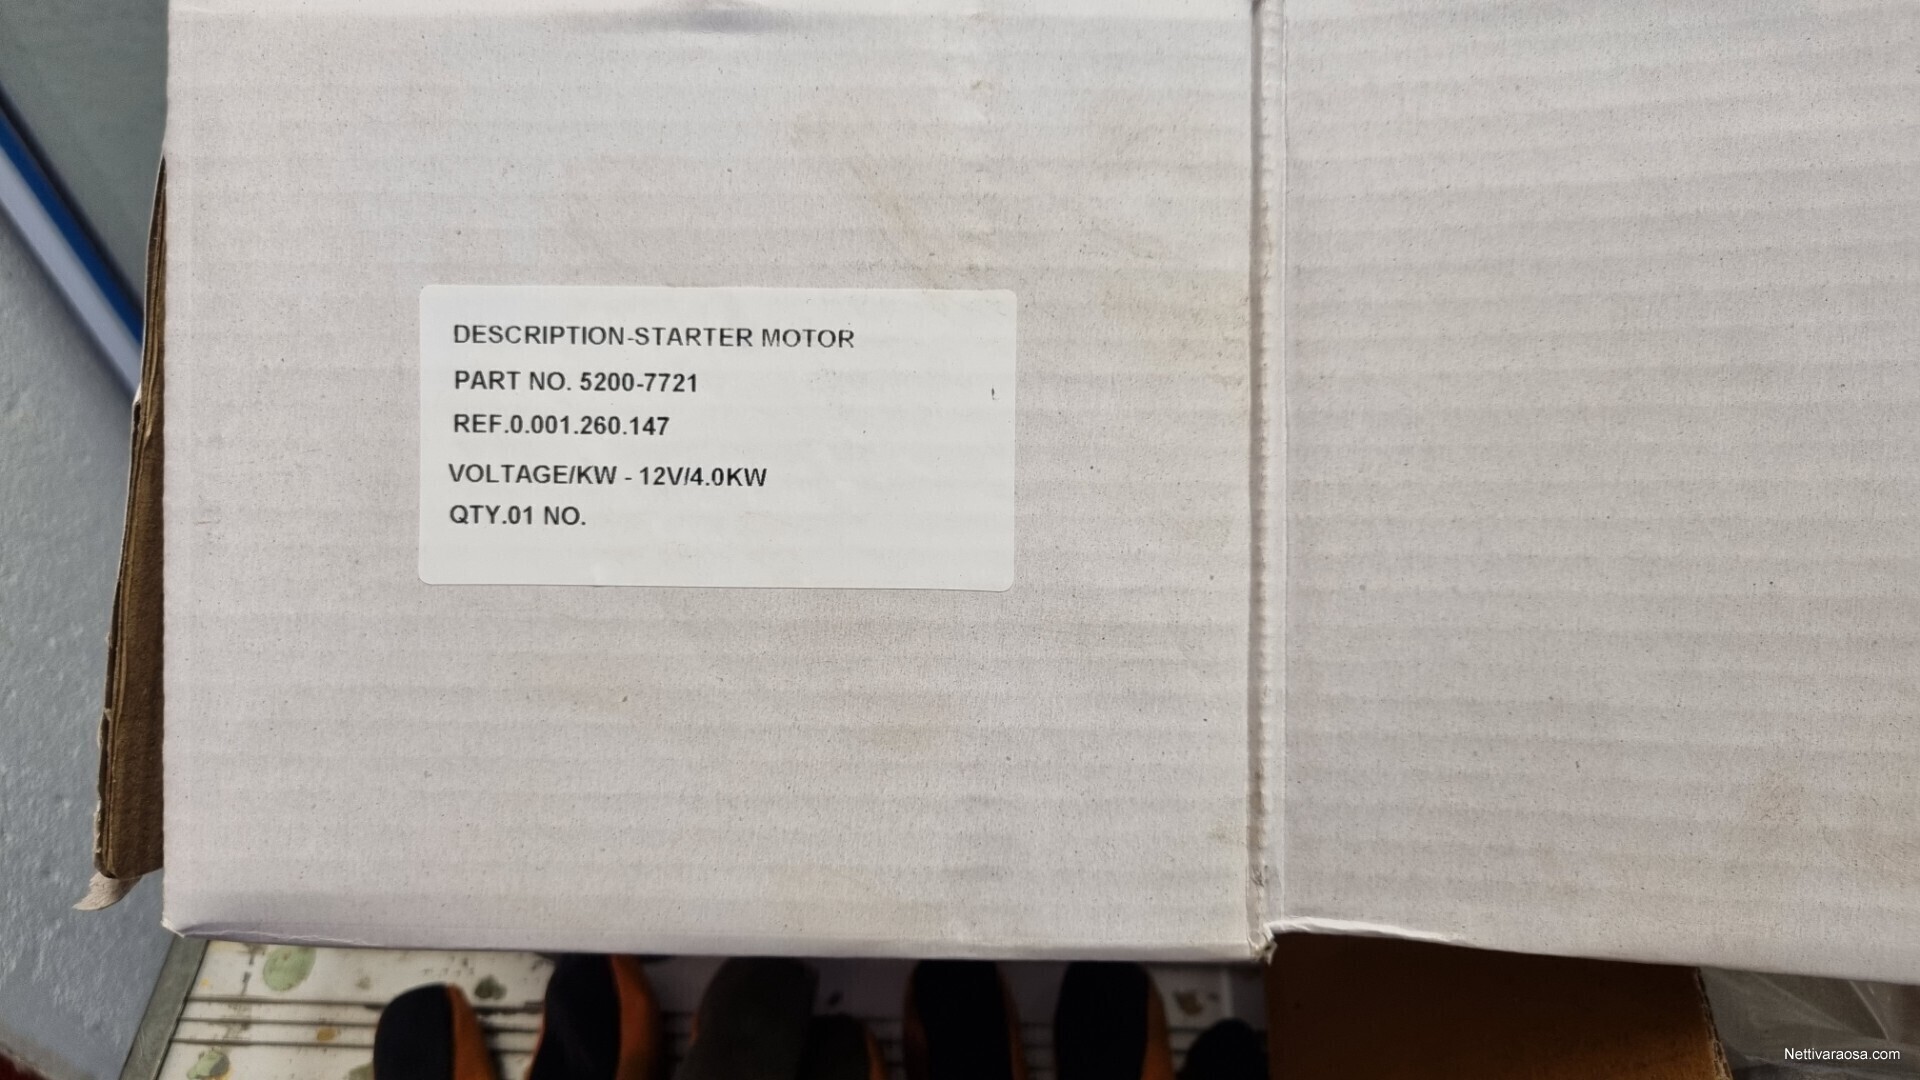 DESCRIPTION-STARTER MOTOR
PART NO. 5200-7721
REF.0.001.260.147
VOLTAGE/KW - 12V/4.0KW
QTY.01 NO.
Nettivaraosa.com